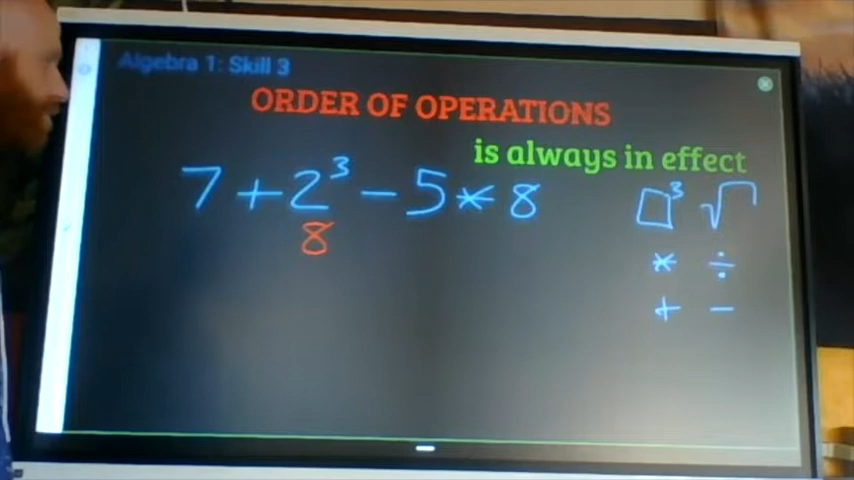 Algebra 1: Skill 3
ORDER OF OPERATIONS
is always in effect
7 + 2³ - 5 * 8
8
□³ √
* ÷
+ -